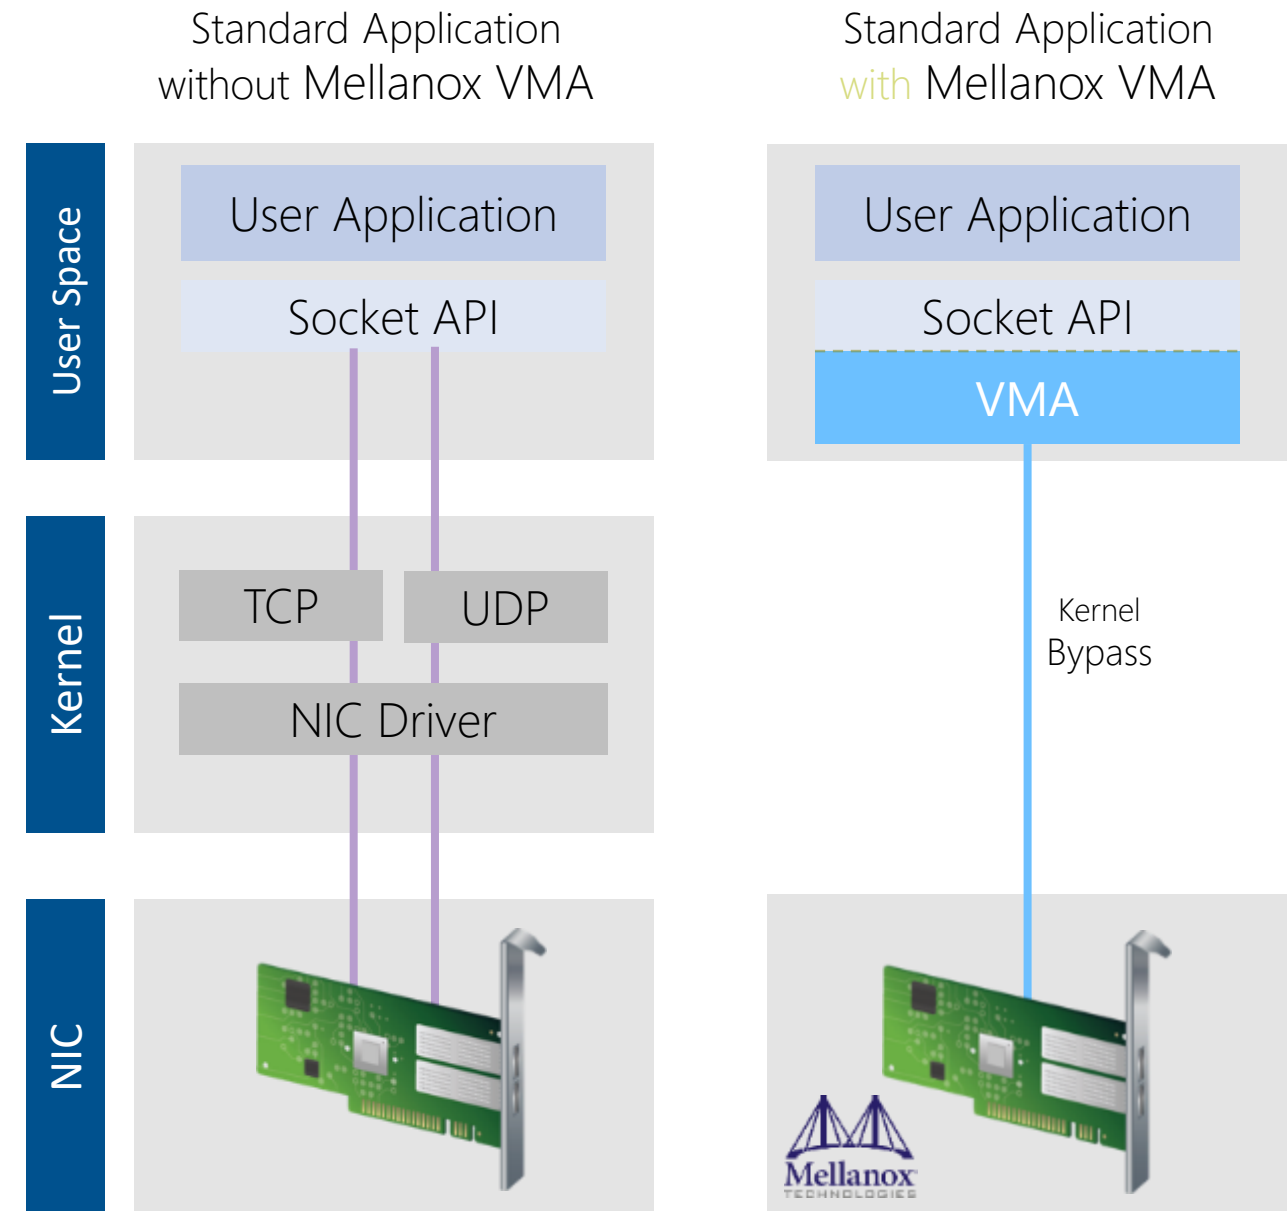 Standard Application
without Mellanox VMA
Standard Application
with Mellanox VMA
User Space
User Application
Socket API
User Application
Socket API
VMA
Kernel
TCP
UDP
NIC Driver
Kernel
Bypass
NIC
Mellanox
TECHNOLOGIES